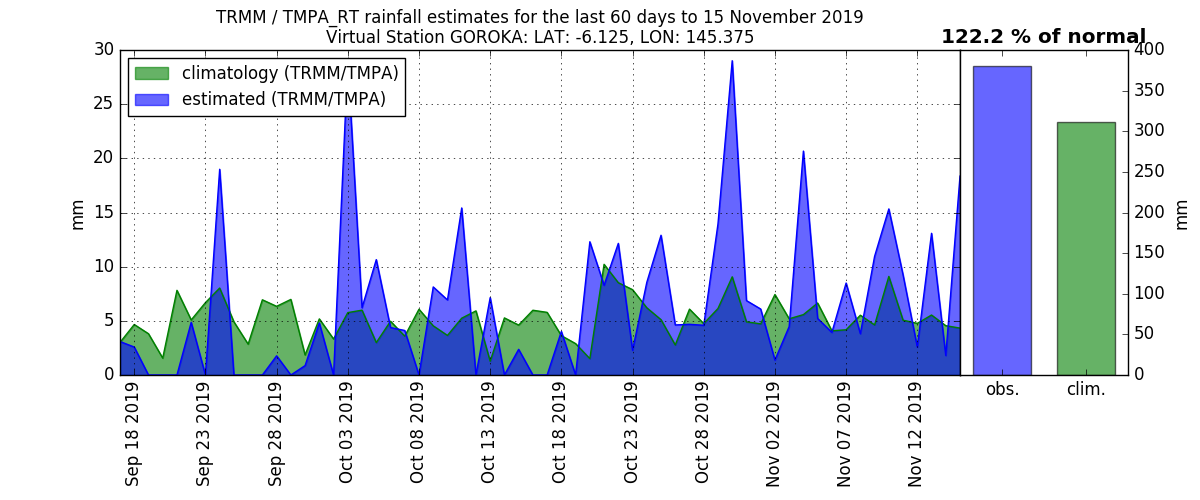 TRMM / TMPA_RT rainfall estimates for the last 60 days to 15 November 2019
Virtual Station GOROKA: LAT: -6.125, LON: 145.375
122.2 % of normal
climatology (TRMM/TMPA)
estimated (TRMM/TMPA)
mm
30
25
20
15
10
5
0
Sep 18 2019
Sep 23 2019
Sep 28 2019
Oct 03 2019
Oct 08 2019
Oct 13 2019
Oct 18 2019
Oct 23 2019
Oct 28 2019
Nov 02 2019
Nov 07 2019
Nov 12 2019
obs.
clim.
400
350
300
250
200
150
100
50
0
mm